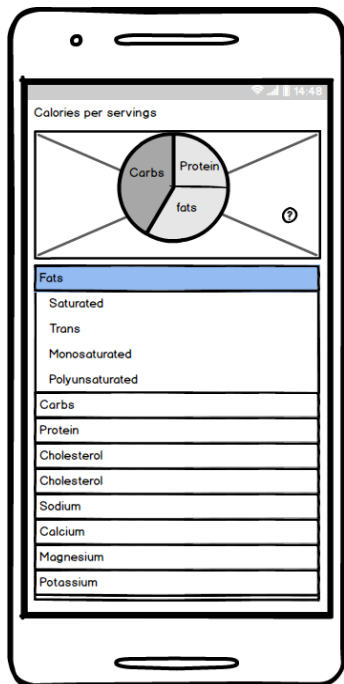 14:48
Calories per servings
Carbs
Protein
fats
?
Fats
Saturated
Trans
Monosaturated
Polyunsaturated
Carbs
Protein
Cholesterol
Cholesterol
Sodium
Calcium
Magnesium
Potassium